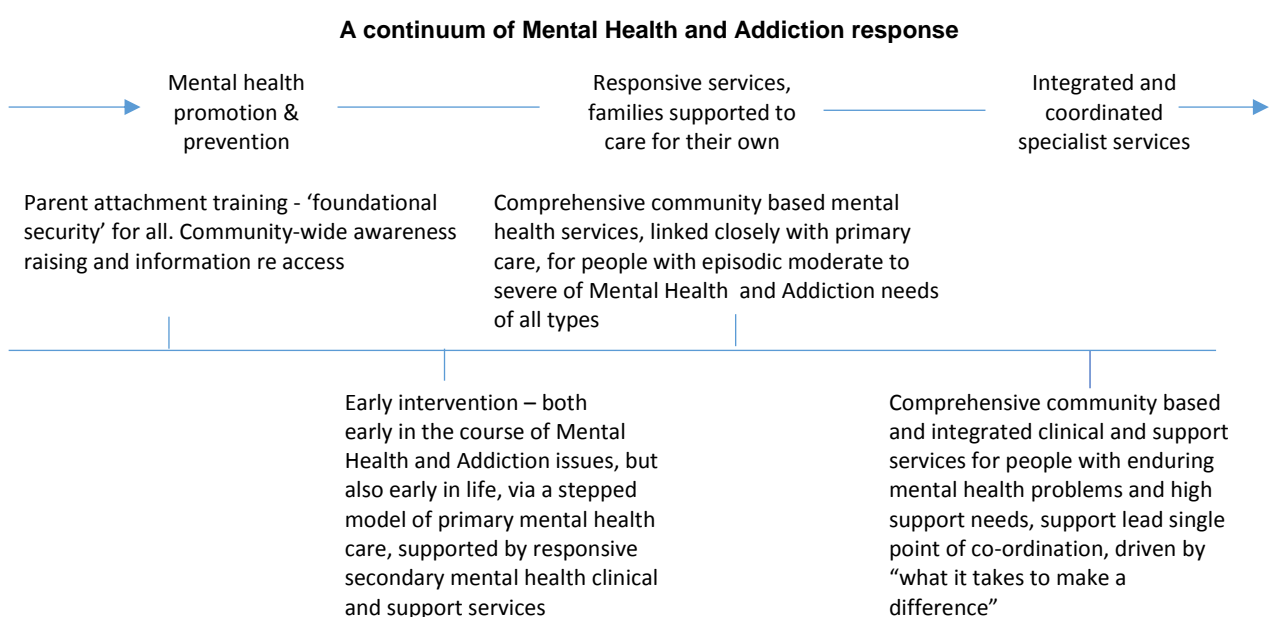 A continuum of Mental Health and Addiction response
Mental health
promotion &
prevention
Responsive services,
families supported to
care for their own
Integrated and
coordinated
specialist services
Parent attachment training - ‘foundational
security’ for all. Community-wide awareness
raising and information re access
Comprehensive community based mental
health services, linked closely with primary
care, for people with episodic moderate to
severe of Mental Health  and Addiction needs
of all types
Early intervention – both
early in the course of Mental
Health and Addiction issues, but
also early in life, via a stepped
model of primary mental health
care, supported by responsive
secondary mental health clinical
and support services
Comprehensive community based
and integrated clinical and support
services for people with enduring
mental health problems and high
support needs, support lead single
point of co-ordination, driven by
“what it takes to make a
difference”